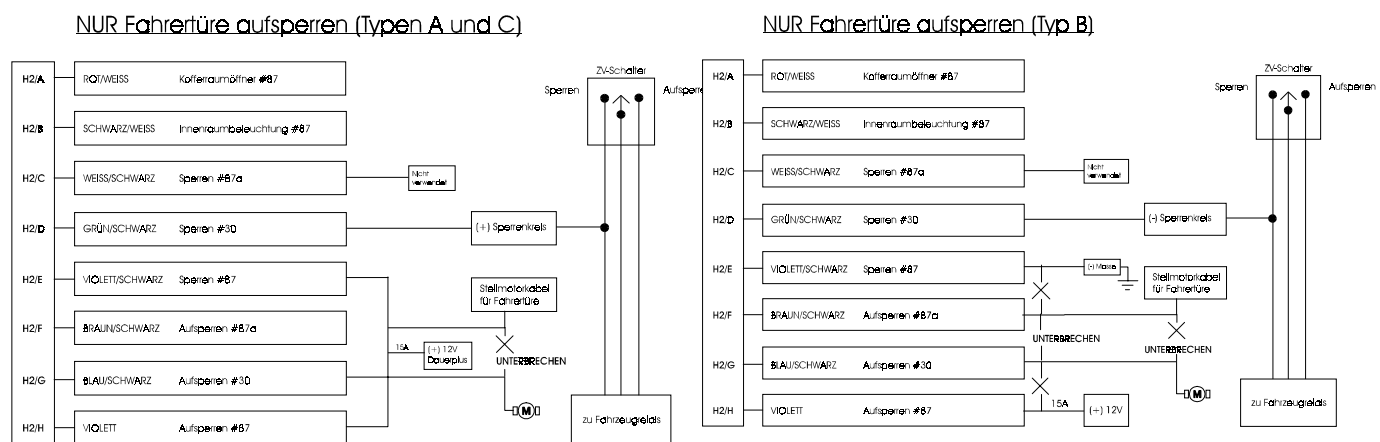 NUR Fahrertüre aufsperren (Typen A und C)
H2/A ROT/WEISS Kofferraumöffner #87
H2/B SCHWARZ/WEISS Innenraumbeleuchtung #87
H2/C WEISS/SCHWARZ Sperren #87a
H2/D GRÜN/SCHWARZ Sperren #30
H2/E VIOLETT/SCHWARZ Sperren #87
H2/F BRAUN/SCHWARZ Aufsperren #87a
H2/G BLAU/SCHWARZ Aufsperren #30
H2/H VIOLETT Aufsperren #87
Nicht
verwendet
(+) Sperrenkreis
Stellmotorkabel
für Fahrertüre
15A
(+) 12V
Dauerplus
UNTERBRECHEN
M
ZV-Schalter
Sperren
Aufsperren
zu Fahrzeugrelais
NUR Fahrertüre aufsperren (Typ B)
H2/A ROT/WEISS Kofferraumöffner #87
H2/B SCHWARZ/WEISS Innenraumbeleuchtung #87
H2/C WEISS/SCHWARZ Sperren #87a
H2/D GRÜN/SCHWARZ Sperren #30
H2/E VIOLETT/SCHWARZ Sperren #87
H2/F BRAUN/SCHWARZ Aufsperren #87a
H2/G BLAU/SCHWARZ Aufsperren #30
H2/H VIOLETT Aufsperren #87
Nicht
verwendet
(-) Sperrenkreis
(-) Masse
Stellmotorkabel
für Fahrertüre
UNTERBRECHEN
UNTERBRECHEN
M
15A
(+) 12V
ZV-Schalter
Sperren
Aufsperren
zu Fahrzeugrelais